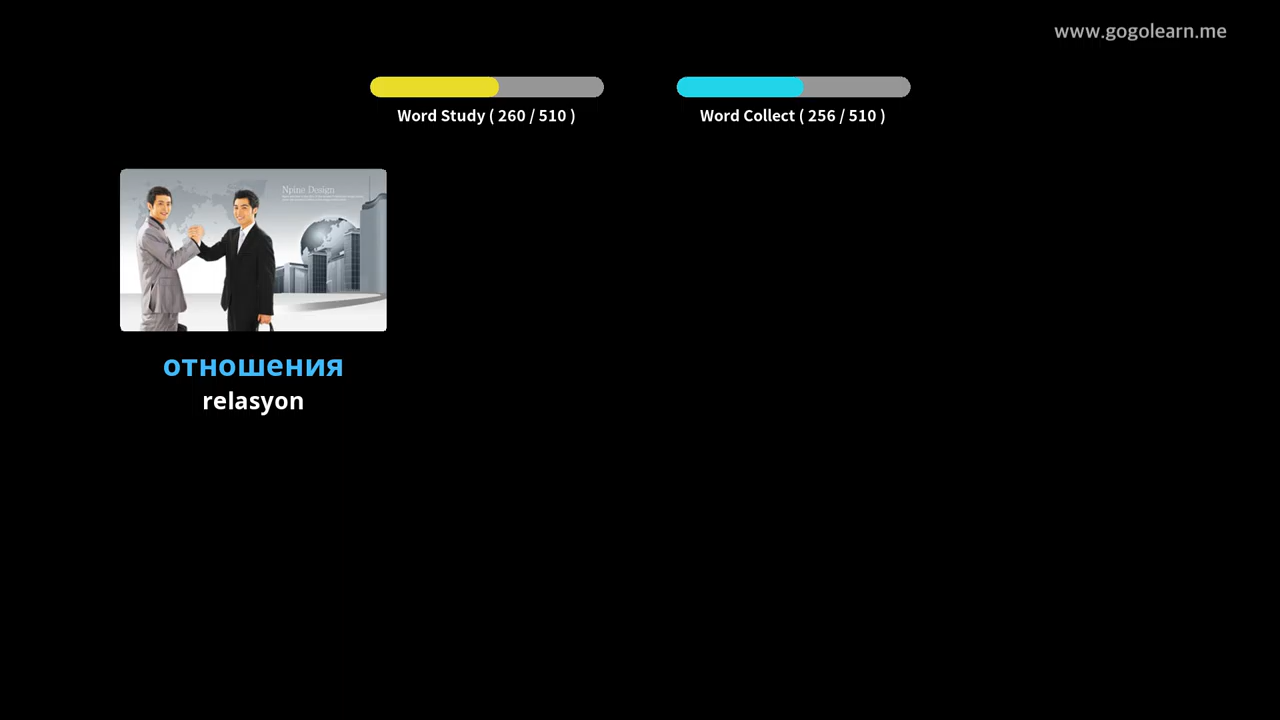 www.gogolearn.me
Word Study ( 260 / 510 )
Word Collect ( 256 / 510 )
Npine Design
отношения
relasyon